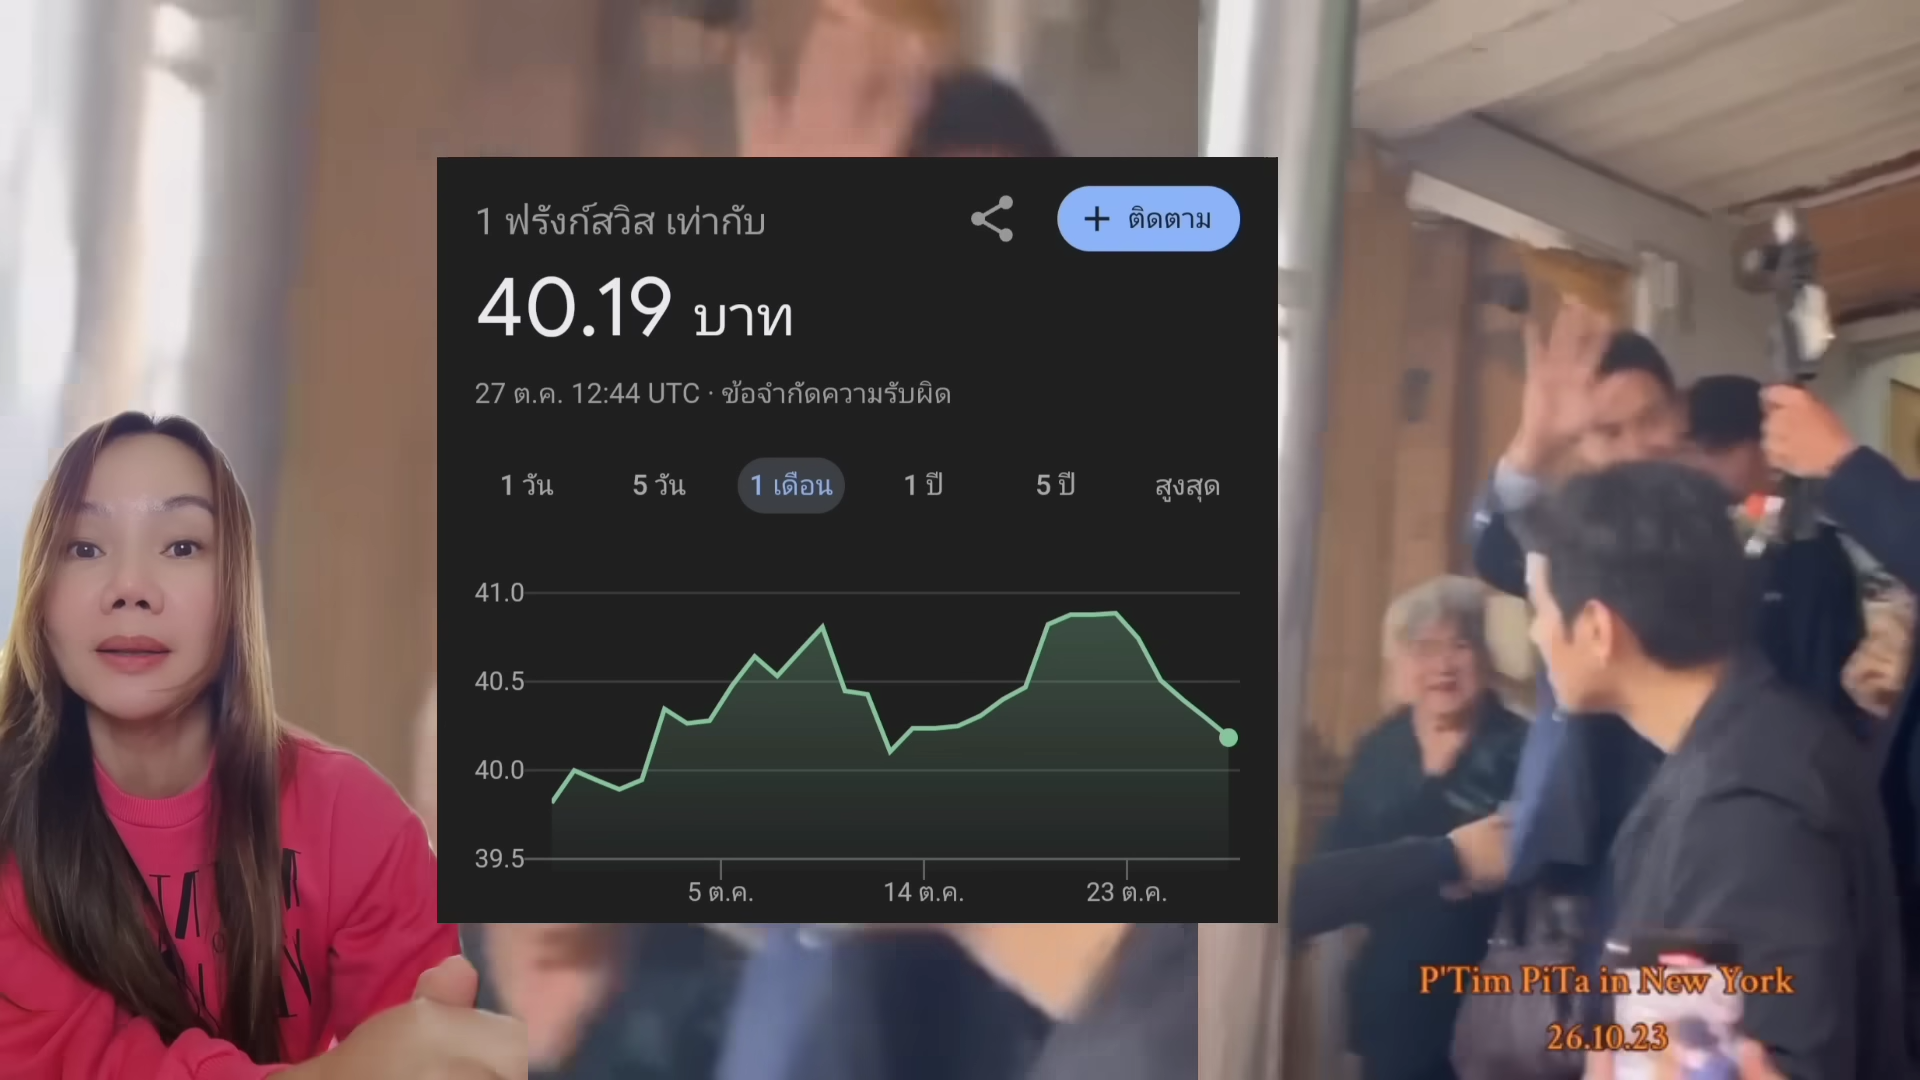 1 ฟรังก์สวิส เท่ากับ
+ ติดตาม
40.19 บาท
27 ต.ค. 12:44 UTC · ข้อจำกัดความรับผิด
1 วัน 5 วัน 1 เดือน 1 ปี 5 ปี สูงสุด
41.0
40.5
40.0
39.5
5 ต.ค. 14 ต.ค. 23 ต.ค.
P'Tim PiTa in New York
26.10.23